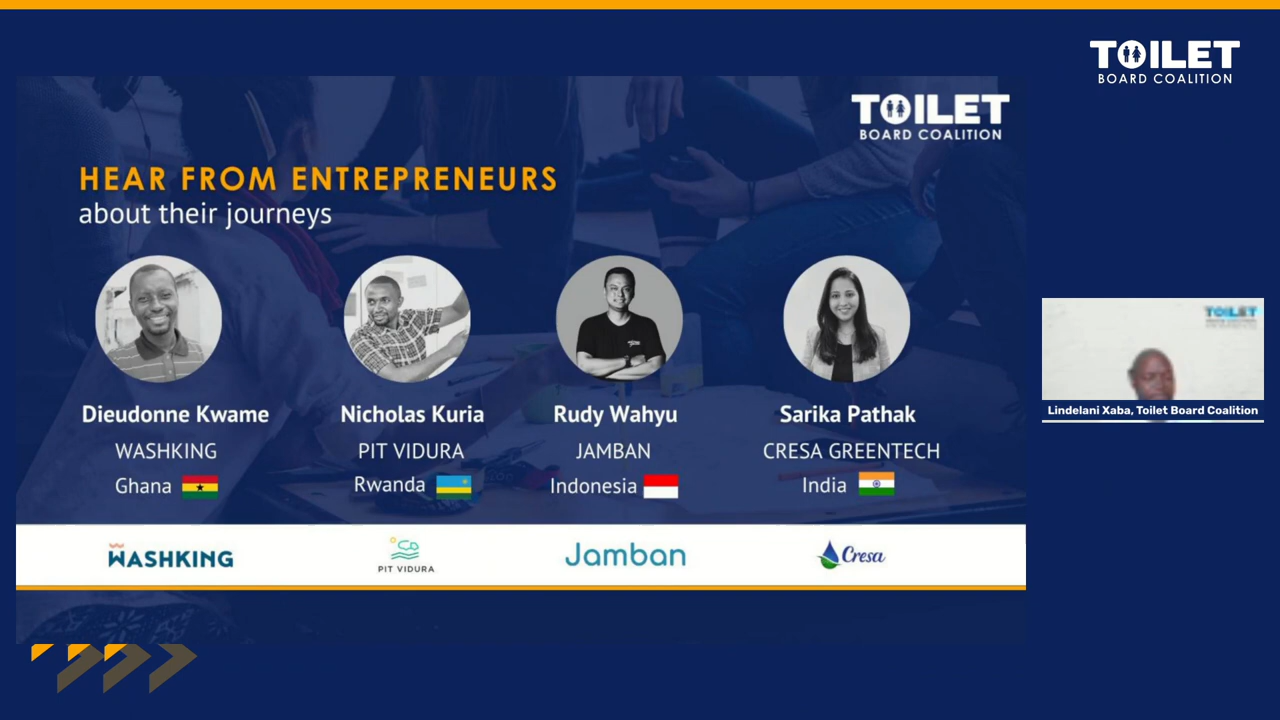 TOILET
BOARD COALITION
TOILET
BOARD COALITION
HEAR FROM ENTREPRENEURS
about their journeys
Dieudonne Kwame
WASHKING
Ghana
Nicholas Kuria
PIT VIDURA
Rwanda
Rudy Wahyu
JAMBAN
Indonesia
Sarika Pathak
CRESA GREENTECH
India
WASHKING
PIT VIDURA
Jamban
Cresa
TOILET
Lindelani Xaba, Toilet Board Coalition